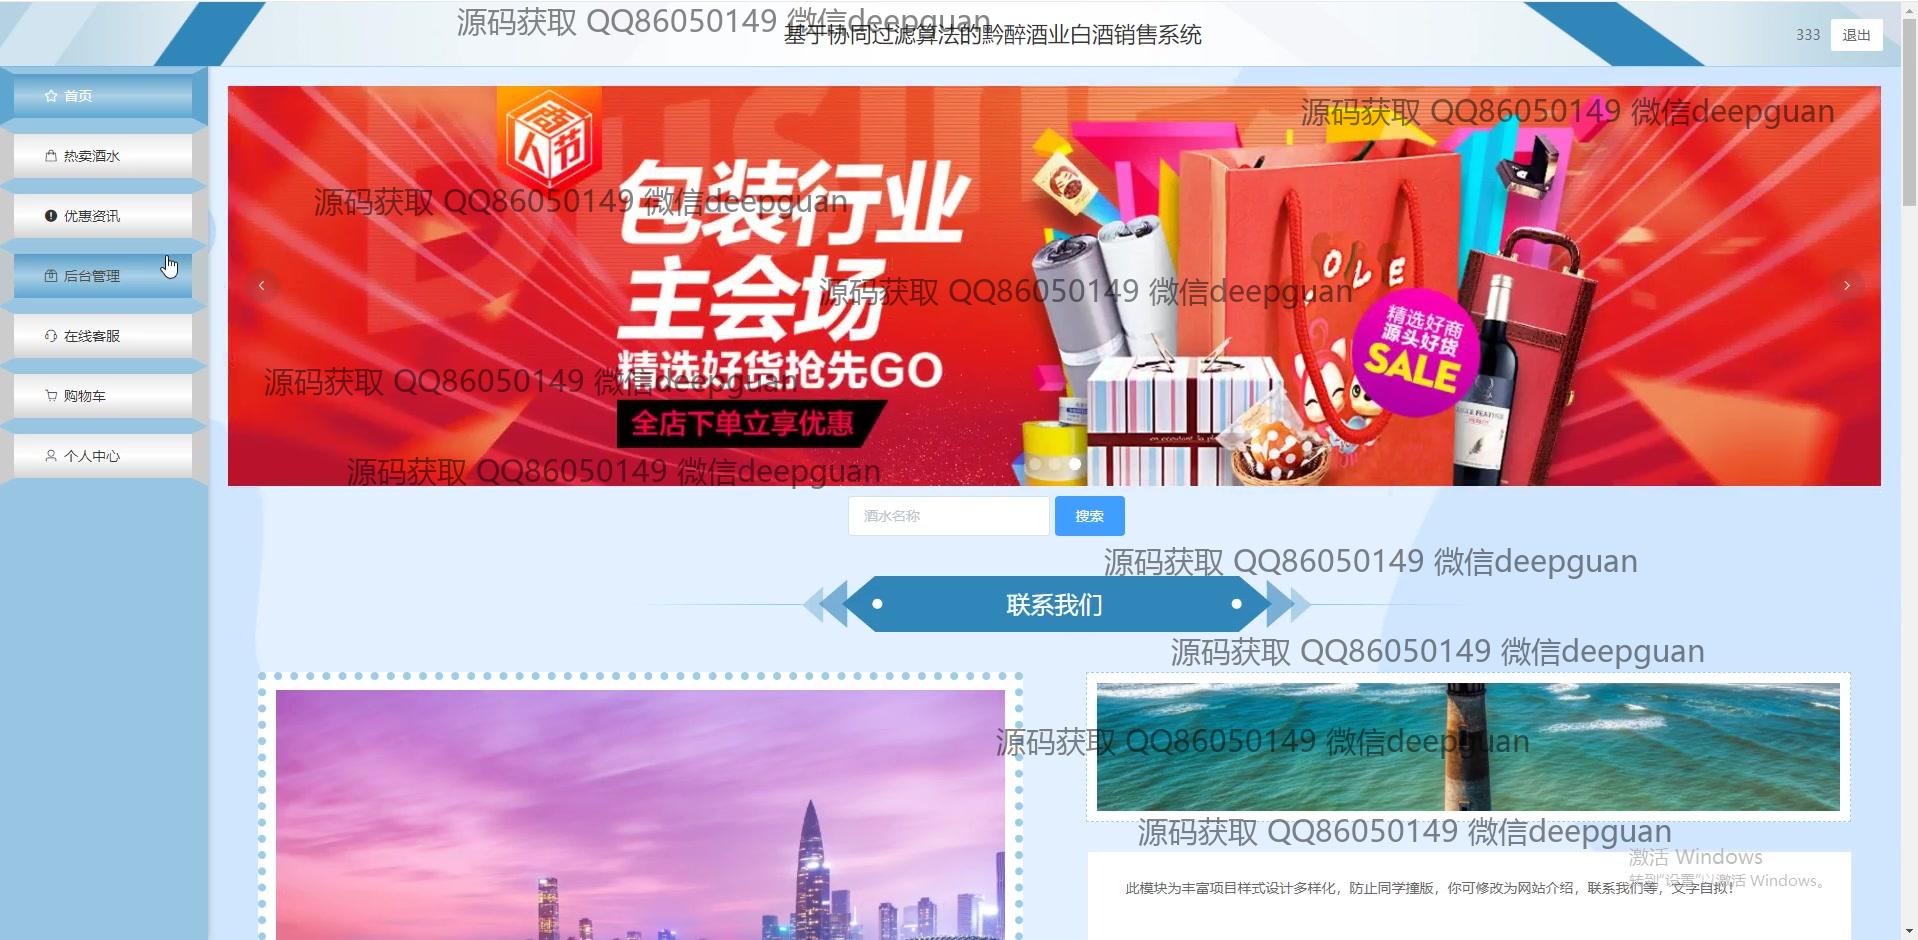 源码获取 QQ86050149 微信deepguan
基于协同过滤算法的黔醉酒业白酒销售系统
333
退出
首页
热卖酒水
优惠资讯
后台管理
在线客服
购物车
个人中心
商人节
源码获取 QQ86050149 微信deepguan
包装行业
源码获取 QQ86050149 微信deepguan
主会场
源码获取 QQ86050149 微信deepguan
OLE
精选好商
源头好货
SALE
精选好货抢先GO
源码获取 QQ86050149 微信deepguan
全店下单立享优惠
源码获取 QQ86050149 微信deepguan
酒水名称
搜索
源码获取 QQ86050149 微信deepguan
联系我们
源码获取 QQ86050149 微信deepguan
源码获取 QQ86050149 微信deepguan
源码获取 QQ86050149 微信deepguan
激活 Windows
转到"设置"以激活 Windows。
此模块为丰富项目样式设计多样化，防止同学撞版，你可修改为网站介绍，联系我们等，文字自拟！